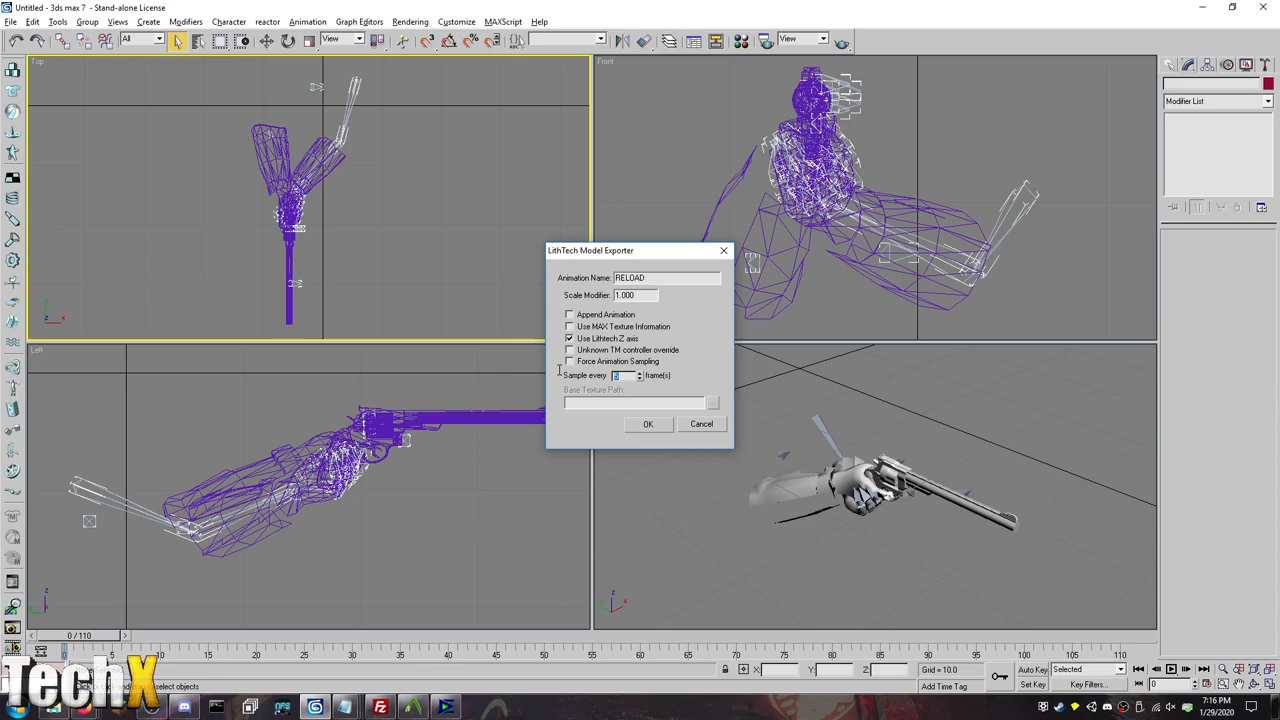 Untitled - 3ds max 7 - Stand-alone License
File Edit Tools Group Views Create Modifiers Character reactor Animation Graph Editors Rendering Customize MAXScript Help
All View View
Top
Front
Modifier List
LithTech Model Exporter
Animation Name: RELOAD
Scale Modifier: 1.000
Append Animation
Use MAX Texture Information
Use Lithtech Z axis
Unknown TM controller override
Force Animation Sampling
Sample every frame(s)
Base Texture Path:
OK Cancel
Left
0 / 110
5 10 15 20 25 30 35 40 45 50 55 60 65 70 75 80 85 90 95 100 105 110
X: Y: Z: Grid = 10.0 Auto Key Selected
select objects Add Time Tag Set Key Key Filters... 0
TechX
7:16 PM
1/29/2020